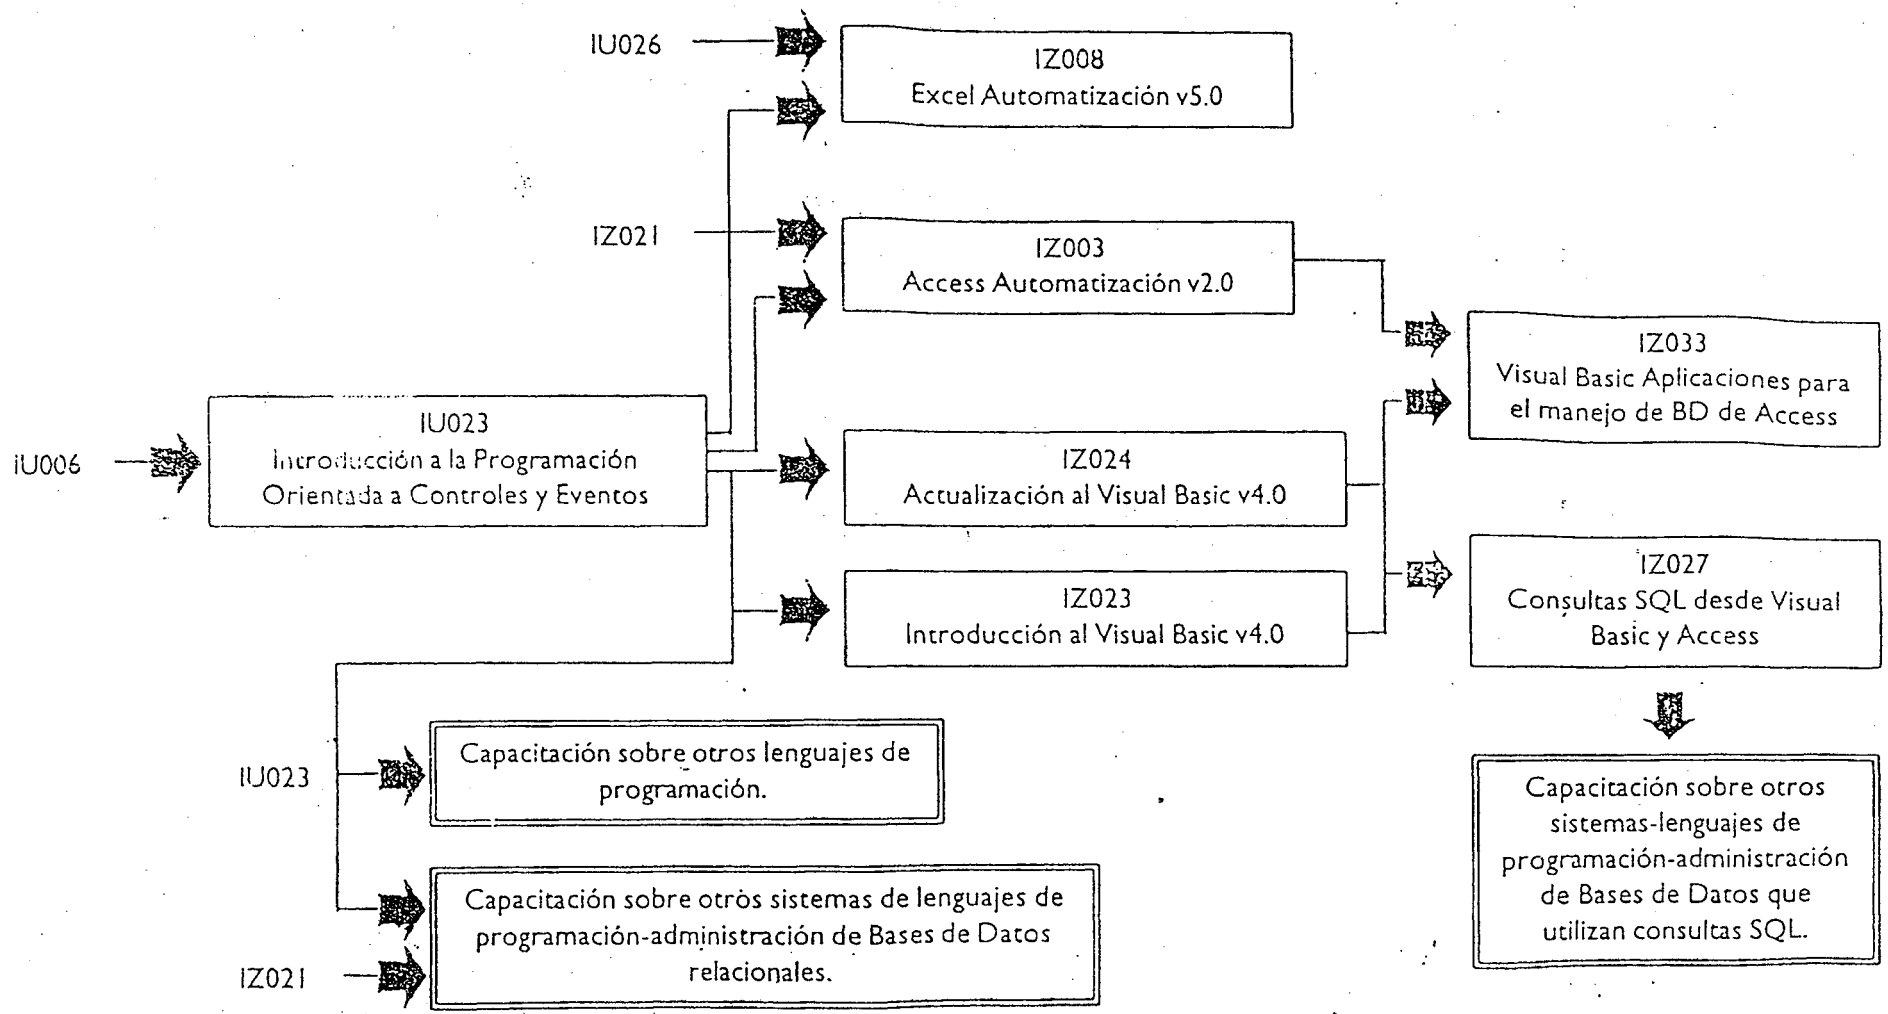 IU026
IZ008
Excel Automatización v5.0
IZ021
IZ003
Access Automatización v2.0
IZ033
Visual Basic Aplicaciones para
el manejo de BD de Access
IU006
IU023
Introducción a la Programación
Orientada a Controles y Eventos
IZ024
Actualización al Visual Basic v4.0
IZ023
Introducción al Visual Basic v4.0
IZ027
Consultas SQL desde Visual
Basic y Access
IU023
Capacitación sobre otros lenguajes de
programación.
Capacitación sobre otros sistemas de lenguajes de
programación-administración de Bases de Datos
relacionales.
IZ021
Capacitación sobre otros
sistemas-lenguajes de
programación-administración
de Bases de Datos que
utilizan consultas SQL.